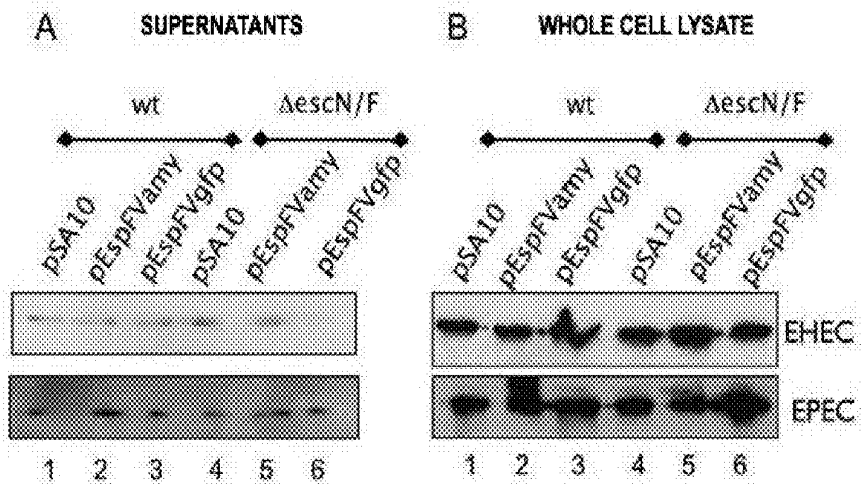 A SUPERNATANTS
wt ΔescN/F
pSA10 pEspFVamy pEspFVgfp pSA10 pEspFVamy pEspFVgfp
1 2 3 4 5 6
B WHOLE CELL LYSATE
wt ΔescN/F
pSA10 pEspFVamy pEspFVgfp pSA10 pEspFVamy pEspFVgfp
EHEC
EPEC
1 2 3 4 5 6